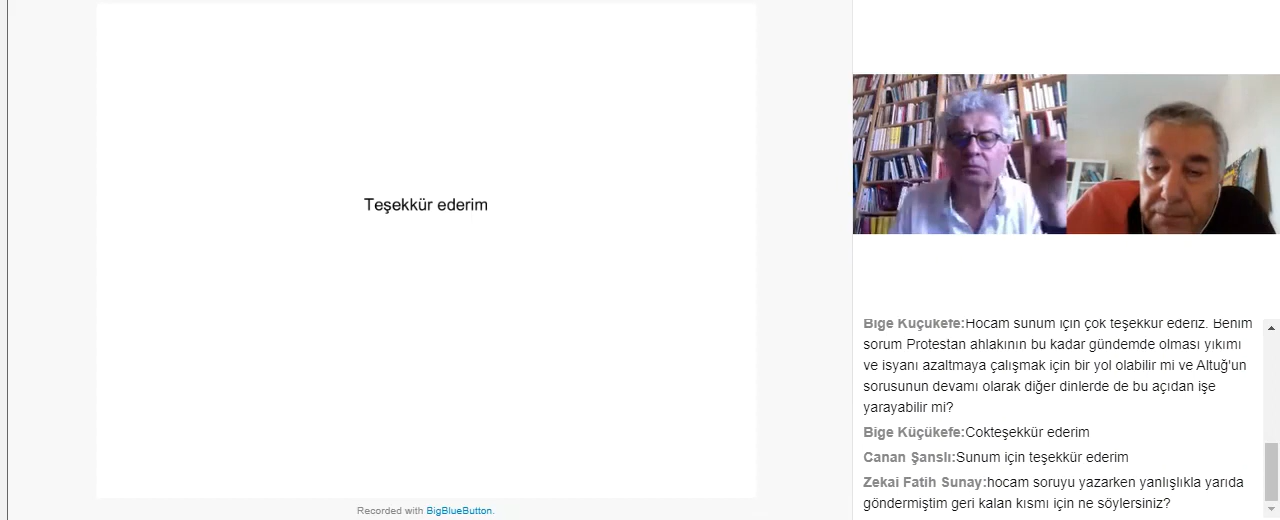 Teşekkür ederim
Recorded with BigBlueButton.
Bige Küçükefe:Hocam sunum için çok teşekkür ederiz. Benim
sorum Protestan ahlakının bu kadar gündemde olması yıkımı
ve isyanı azaltmaya çalışmak için bir yol olabilir mi ve Altuğ'un
sorusunun devamı olarak diğer dinlerde de bu açıdan işe
yarayabilir mi?
Bige Küçükefe:Cokteşekkür ederim
Canan Şanslı:Sunum için teşekkür ederim
Zekai Fatih Sunay:hocam soruyu yazarken yanlışlıkla yarıda
göndermiştim geri kalan kısmı için ne söylersiniz?